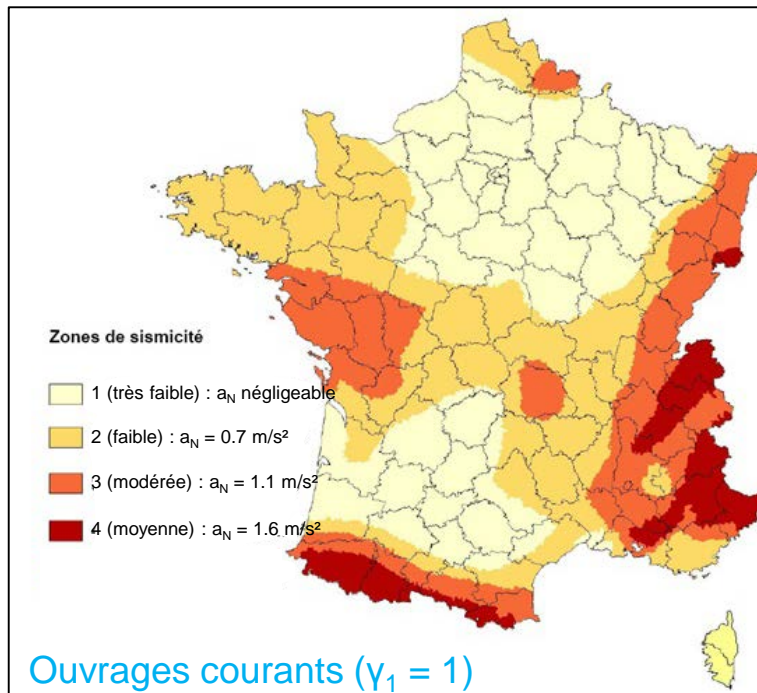 Zones de sismicité
1 (très faible) : aN négligeable
2 (faible) : aN = 0.7 m/s²
3 (modérée) : aN = 1.1 m/s²
4 (moyenne) : aN = 1.6 m/s²
Ouvrages courants (γ1 = 1)